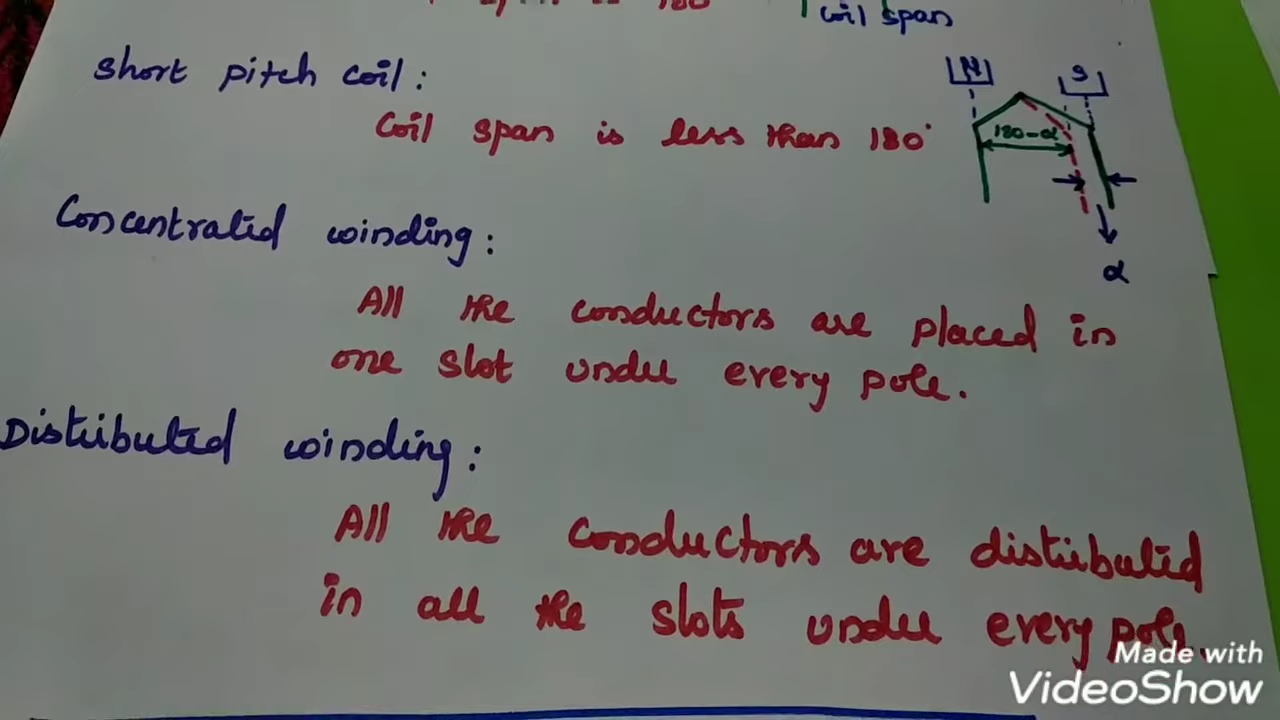 180
coil span
Short pitch coil:
Coil span is less than 180°
N S
180-α
α
Concentrated winding:
All the conductors are placed in
one slot under every pole.
Distributed winding:
All the conductors are distributed
in all the slots under every pole.
Made with
VideoShow